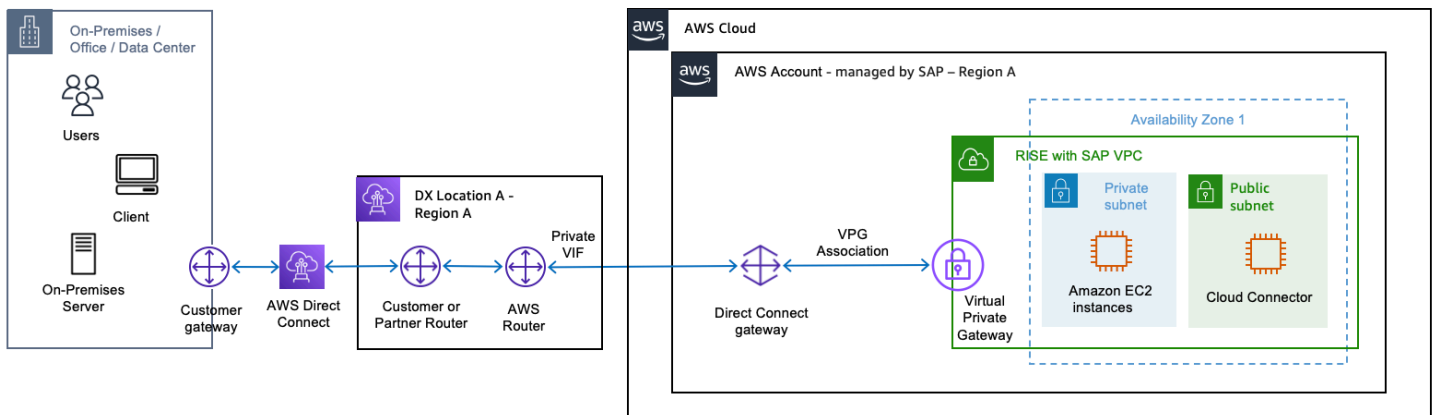 On-Premises /
Office / Data Center
Users
Client
On-Premises
Server
Customer
gateway
AWS Direct
Connect
DX Location A -
Region A
Customer or
Partner Router
AWS
Router
Private
VIF
aws
AWS Cloud
aws
AWS Account - managed by SAP – Region A
Direct Connect
gateway
VPG
Association
Virtual
Private
Gateway
Availability Zone 1
RISE with SAP VPC
Private
subnet
Amazon EC2
instances
Public
subnet
Cloud Connector